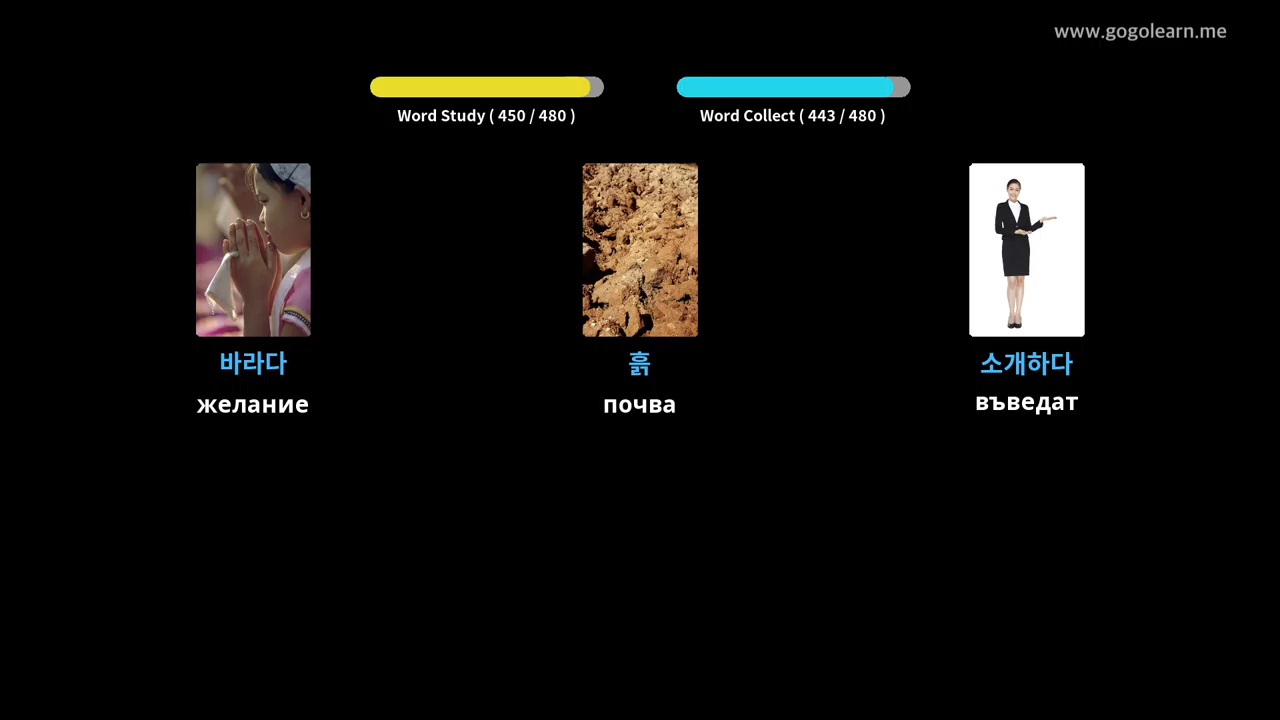 www.gogolearn.me
Word Study ( 450 / 480 )
Word Collect ( 443 / 480 )
바라다
흙
소개하다
желание
почва
въведат